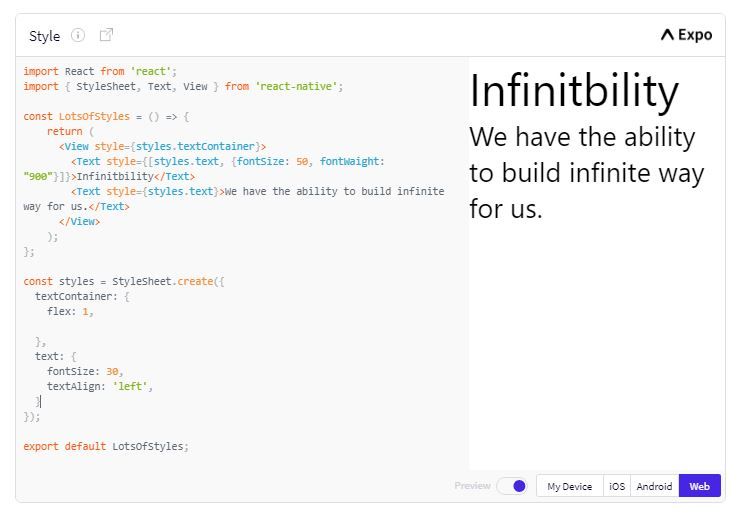 Style
Expo
import React from 'react';
import { StyleSheet, Text, View } from 'react-native';
const LotsOfStyles = () => {
    return (
      <View style={styles.textContainer}>
        <Text style={[styles.text, {fontSize: 50, fontWaight:
"900"}]}>Infinitbility</Text>
        <Text style={styles.text}>We have the ability to build infinite
way for us.</Text>
      </View>
    );
};
const styles = StyleSheet.create({
  textContainer: {
    flex: 1,
  },
  text: {
    fontSize: 30,
    textAlign: 'left',
  }
});
export default LotsOfStyles;
Infinitbility
We have the ability
to build infinite way
for us.
Preview
My Device
iOS
Android
Web